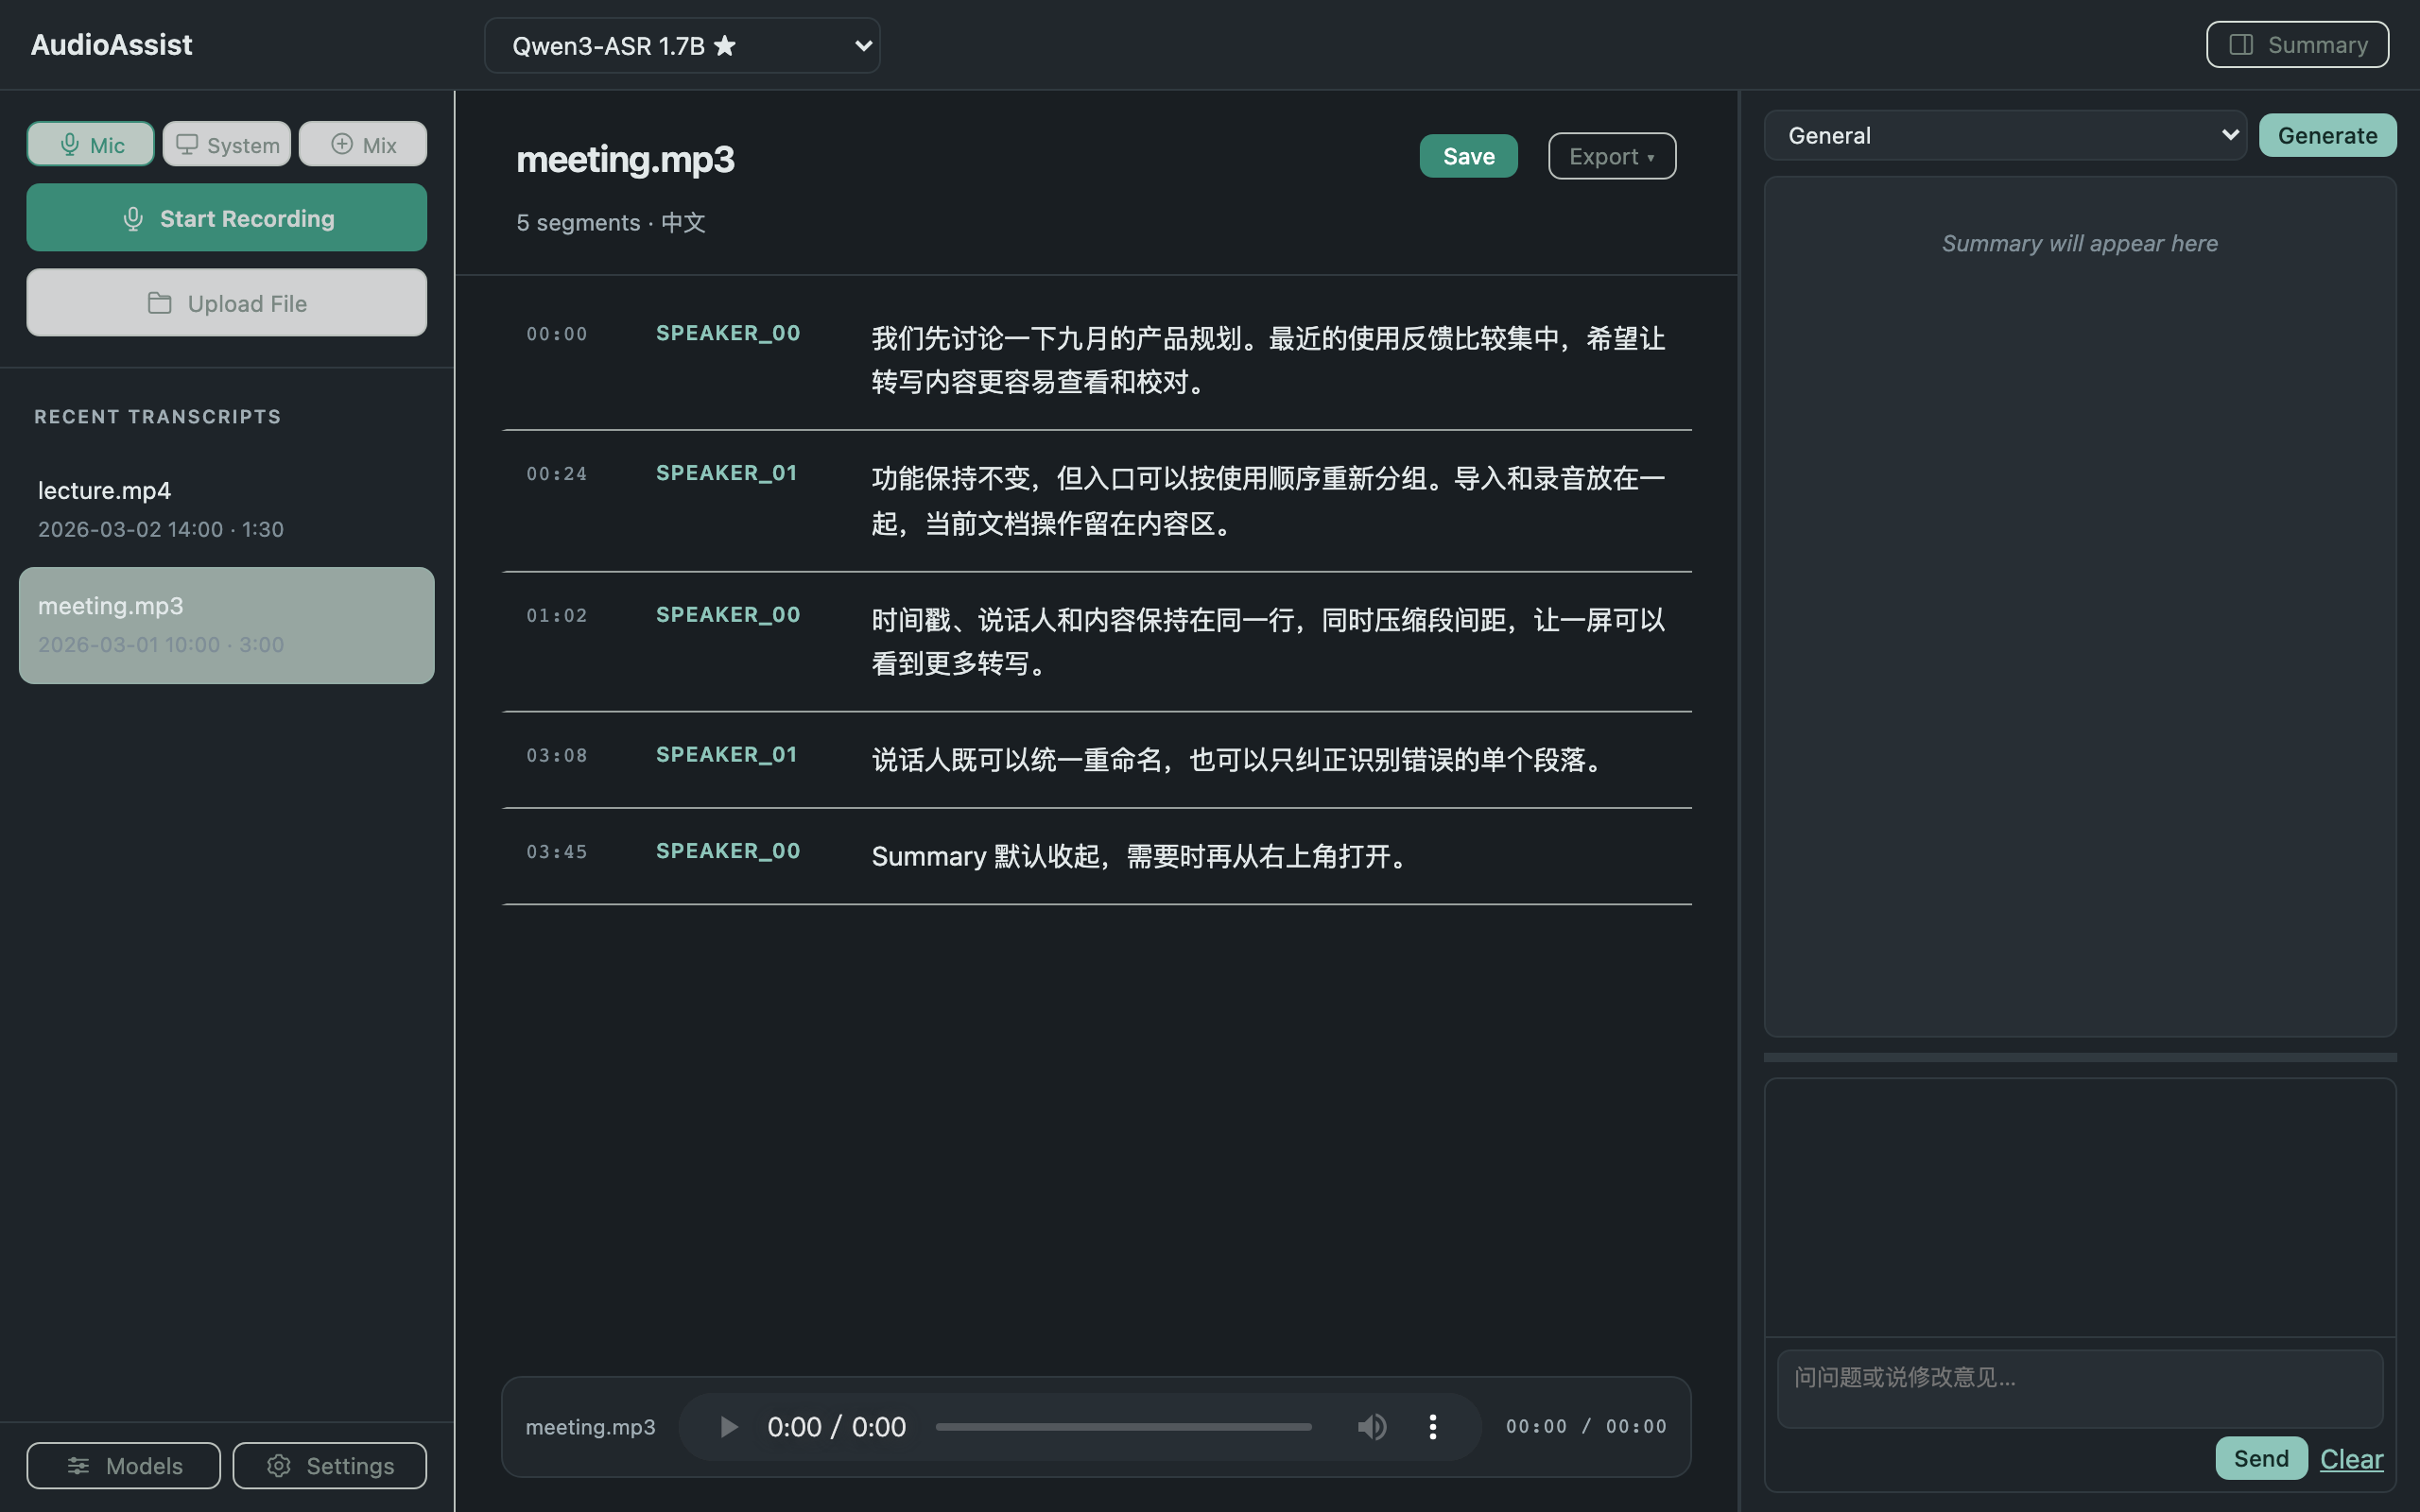 AudioAssist
Qwen3-ASR 1.7B ★
Summary
Mic
System
Mix
Start Recording
Upload File
RECENT TRANSCRIPTS
lecture.mp4
2026-03-02 14:00 · 1:30
meeting.mp3
2026-03-01 10:00 · 3:00
Models
Settings
meeting.mp3
Save
Export ▾
5 segments · 中文
00:00 SPEAKER_00 我们先讨论一下九月的产品规划。最近的使用反馈比较集中，希望让
转写内容更容易查看和校对。
00:24 SPEAKER_01 功能保持不变，但入口可以按使用顺序重新分组。导入和录音放在一
起，当前文档操作留在内容区。
01:02 SPEAKER_00 时间戳、说话人和内容保持在同一行，同时压缩段间距，让一屏可以
看到更多转写。
03:08 SPEAKER_01 说话人既可以统一重命名，也可以只纠正识别错误的单个段落。
03:45 SPEAKER_00 Summary 默认收起，需要时再从右上角打开。
meeting.mp3
0:00 / 0:00
00:00 / 00:00
General
Generate
Summary will appear here
问问题或说修改意见...
Send
Clear